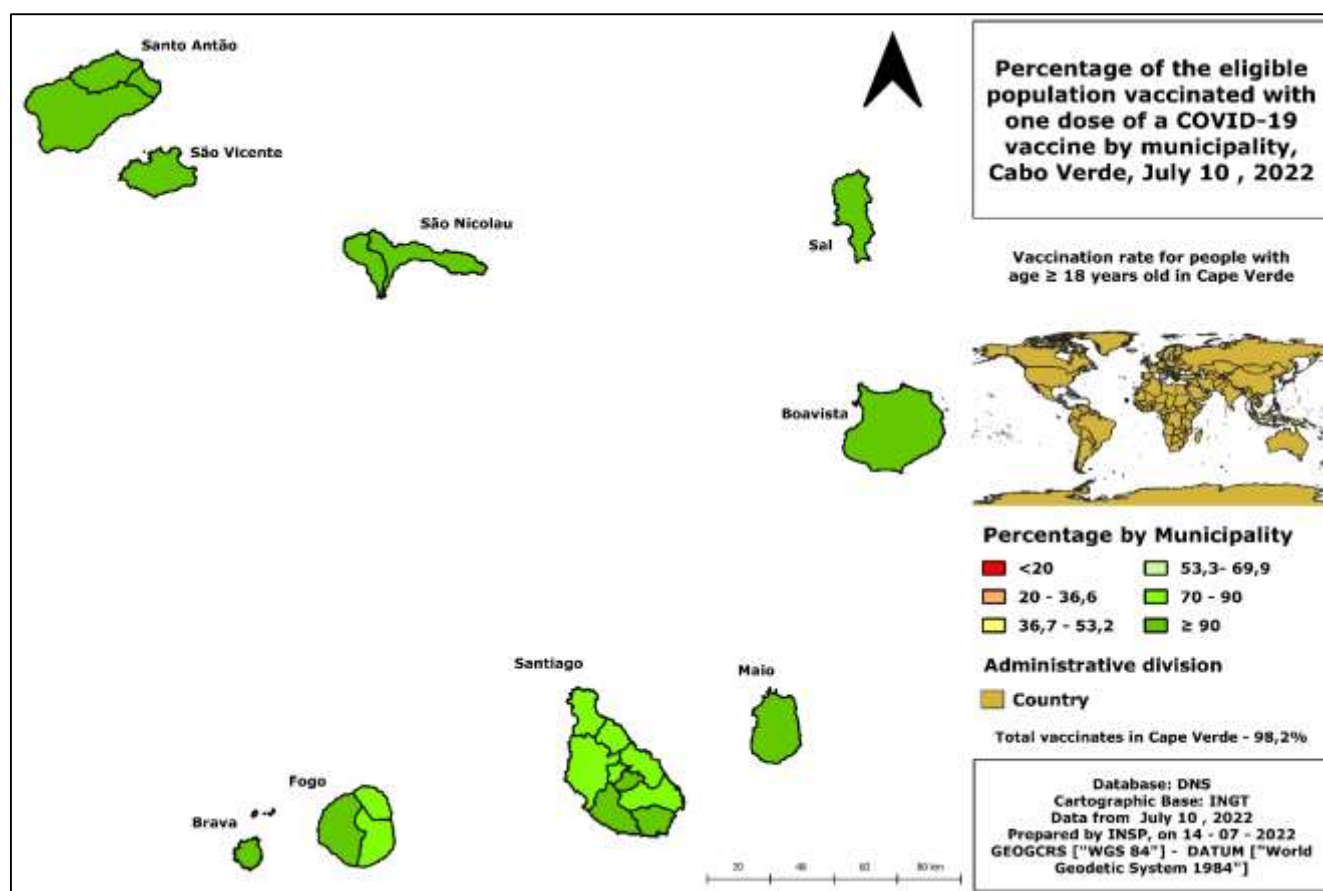 Santo Antão
São Vicente
São Nicolau
Sal
Boavista
Santiago
Maio
Fogo
Brava
20 40 60 80 km
Percentage of the eligible
population vaccinated with
one dose of a COVID-19
vaccine by municipality,
Cabo Verde, July 10 , 2022
Vaccination rate for people with
age ≥ 18 years old in Cape Verde
Percentage by Municipality
<20
20 - 36,6
36,7 - 53,2
53,3- 69,9
70 - 90
≥ 90
Administrative division
Country
Total vaccinates in Cape Verde - 98,2%
Database: DNS
Cartographic Base: INGT
Data from July 10 , 2022
Prepared by INSP, on 14 - 07 - 2022
GEOGCRS ["WGS 84"] - DATUM ["World
Geodetic System 1984"]